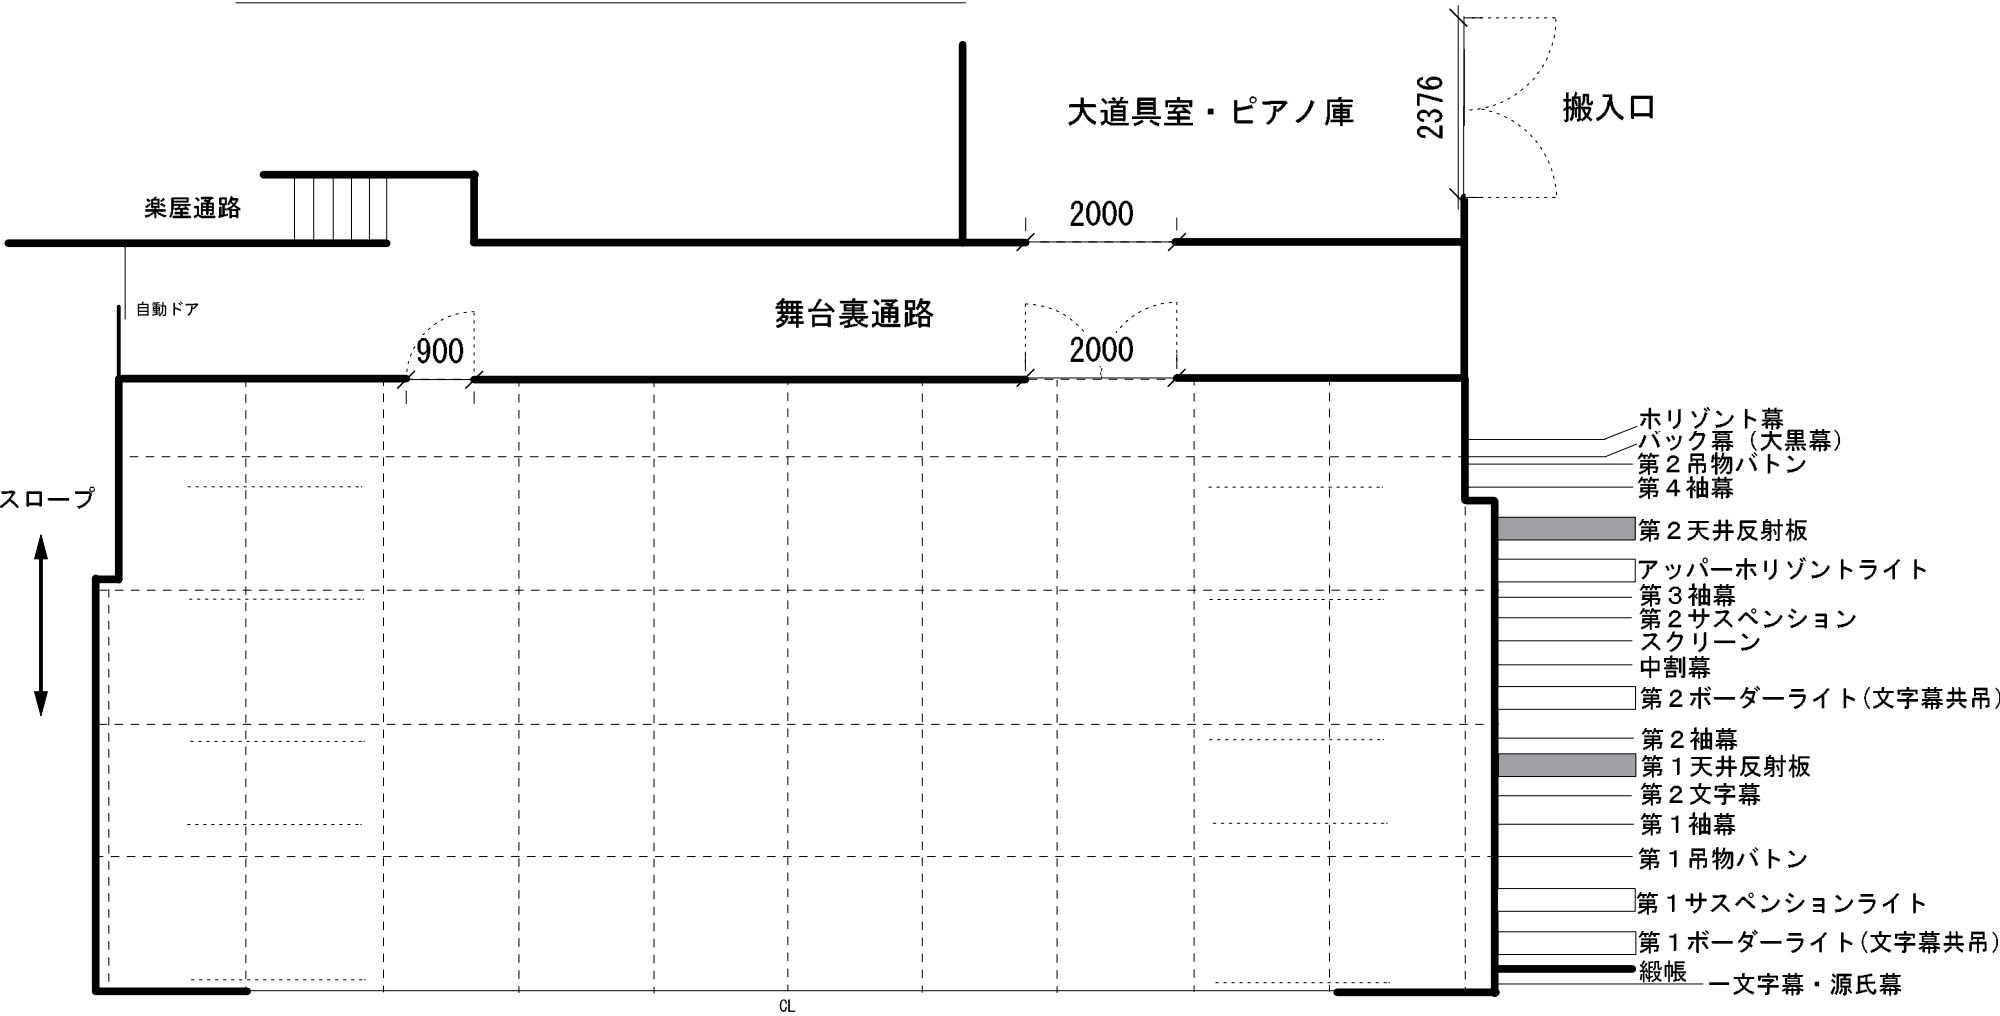 大道具室・ピアノ庫
2376
搬入口
楽屋通路
2000
自動ドア
舞台裏通路
900
2000
スロープ
ホリゾント幕
バック幕（大黒幕）
第２吊物バトン
第４袖幕
第２天井反射板
アッパーホリゾントライト
第３袖幕
第２サスペンション
スクリーン
中割幕
第２ボーダーライト(文字幕共吊)
第２袖幕
第１天井反射板
第２文字幕
第１袖幕
第１吊物バトン
第１サスペンションライト
第１ボーダーライト(文字幕共吊)
緞帳
一文字幕・源氏幕
CL